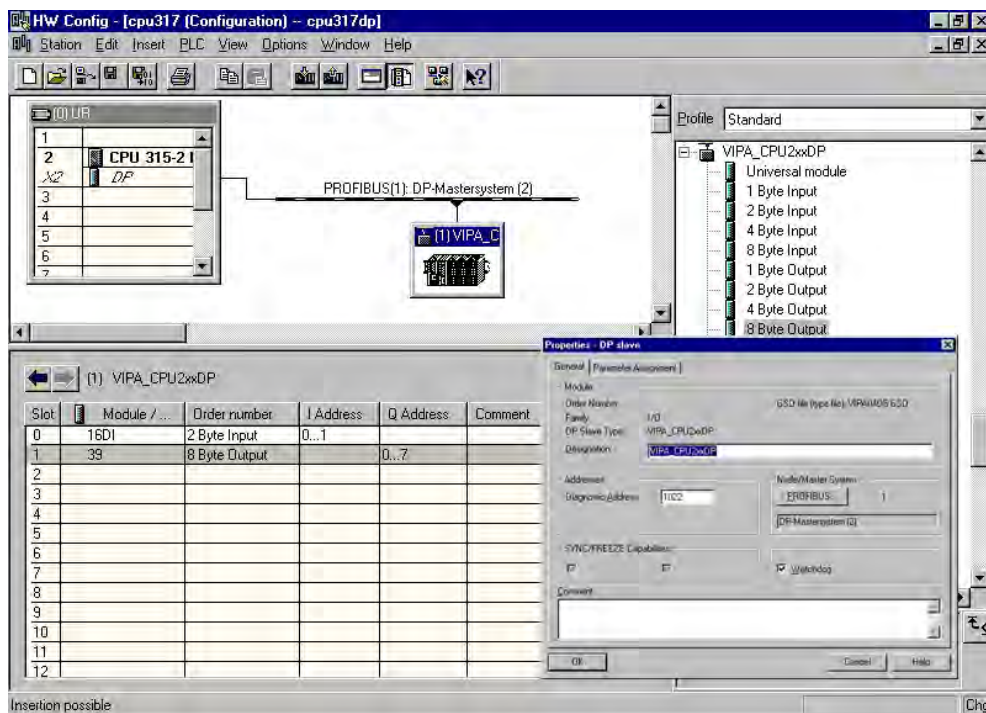 HW Config - [cpu317 (Configuration) -- cpu317dp]
Station Edit Insert PLC View Options Window Help
(0) UR
1
2 CPU 315-2
X2 DP
3
4
5
6
7
PROFIBUS(1): DP-Mastersystem (2)
(1) VIPA_C
Profile Standard
VIPA_CPU2xxDP
Universal module
1 Byte Input
2 Byte Input
4 Byte Input
8 Byte Input
1 Byte Output
2 Byte Output
4 Byte Output
8 Byte Output
(1) VIPA_CPU2xxDP
Slot Module / ... Order number I Address Q Address Comment
0 16DI 2 Byte Input 0...1
1 39 8 Byte Output 0...7
2
3
4
5
6
7
8
9
10
11
12
Properties - DP slave
General Parameter Assignment
Module
Order Number: GSD file (type file):
Family: I/O
DP Slave Type: VIPA_CPU2xxDP
Designation: VIPA_CPU2xxDP
Addresses
Diagnostic Address: 1022
Node/Master System
PROFIBUS... 1
DP-Mastersystem (2)
SYNC/FREEZE Capabilities
Watchdog
Comment:
OK Cancel Help
Insertion possible Chg